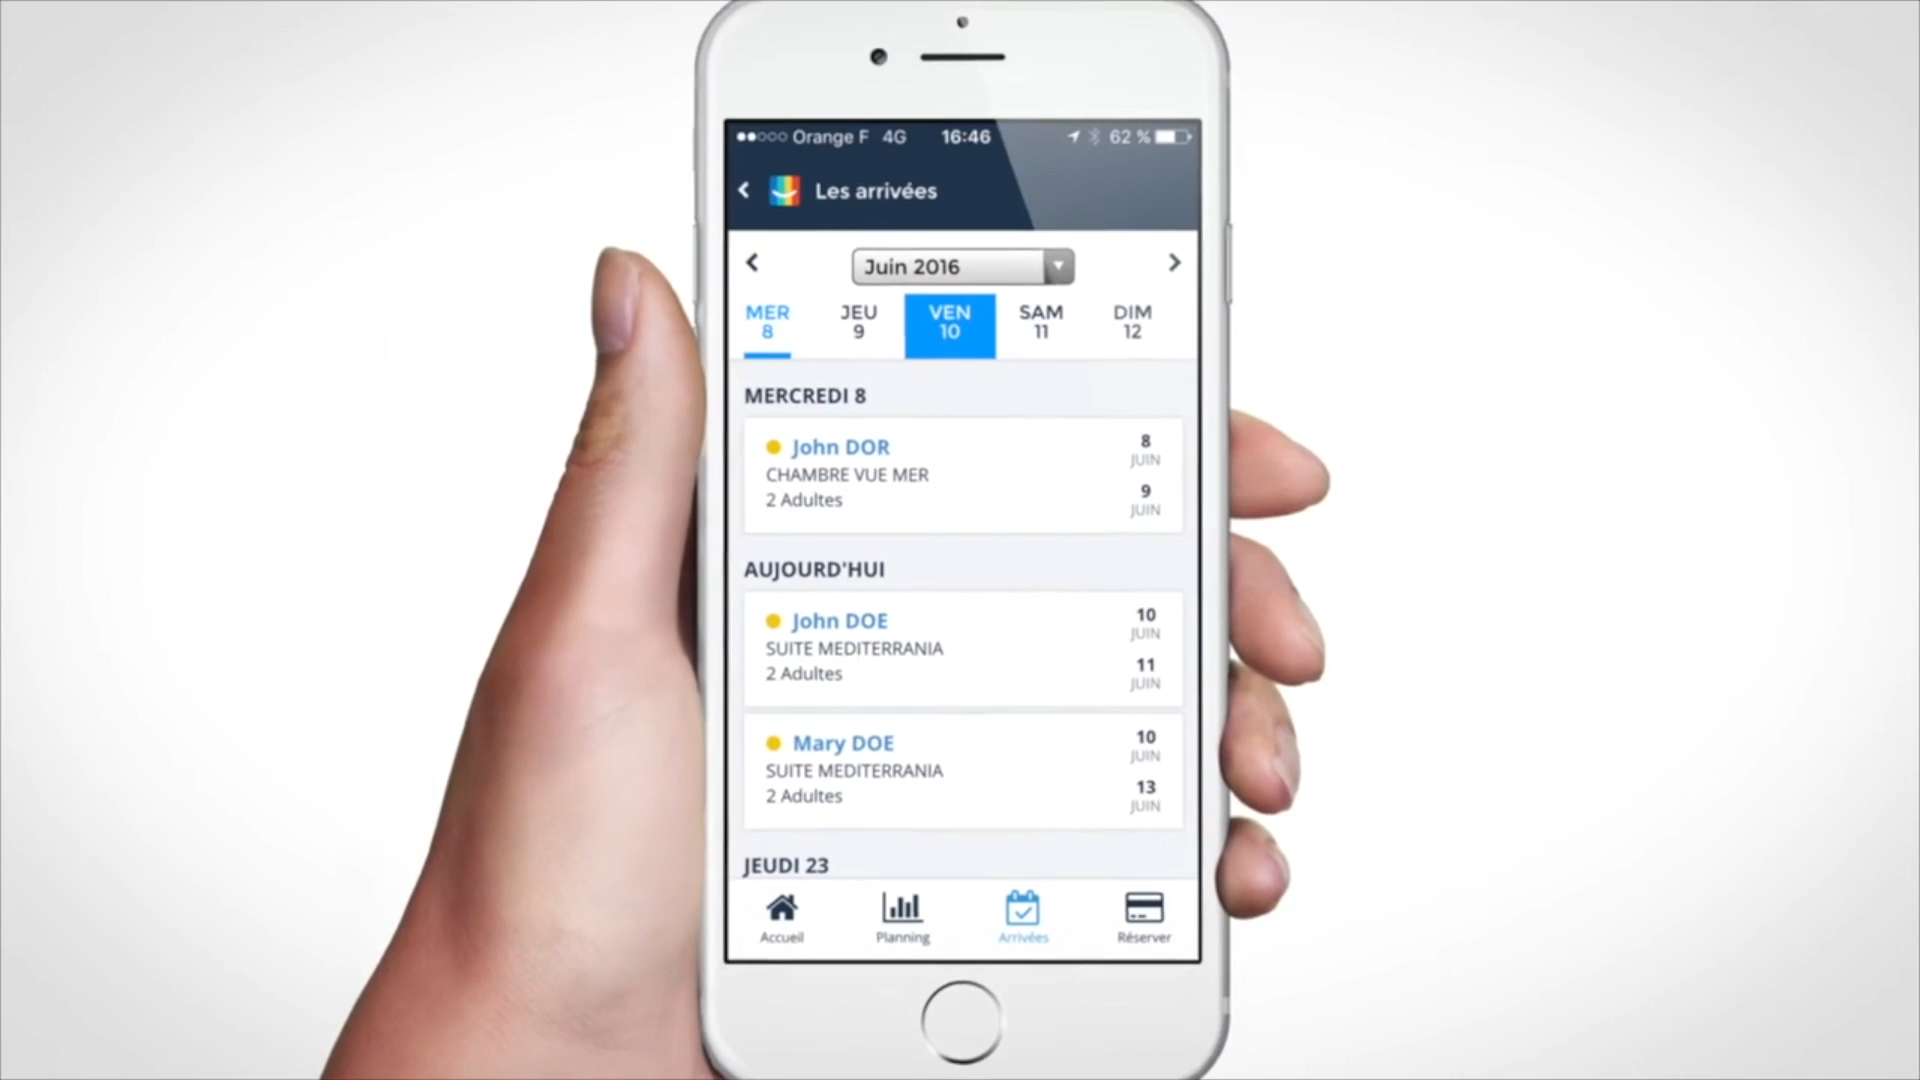 Orange F 4G 16:46 62 %
Les arrivées
Juin 2016
MER JEU VEN SAM DIM
8 9 10 11 12
MERCREDI 8
John DOR
CHAMBRE VUE MER
2 Adultes
8
JUIN
9
JUIN
AUJOURD'HUI
John DOE
SUITE MEDITERRANIA
2 Adultes
10
JUIN
11
JUIN
Mary DOE
SUITE MEDITERRANIA
2 Adultes
10
JUIN
13
JUIN
JEUDI 23
Accueil Planning Arrivées Réserver